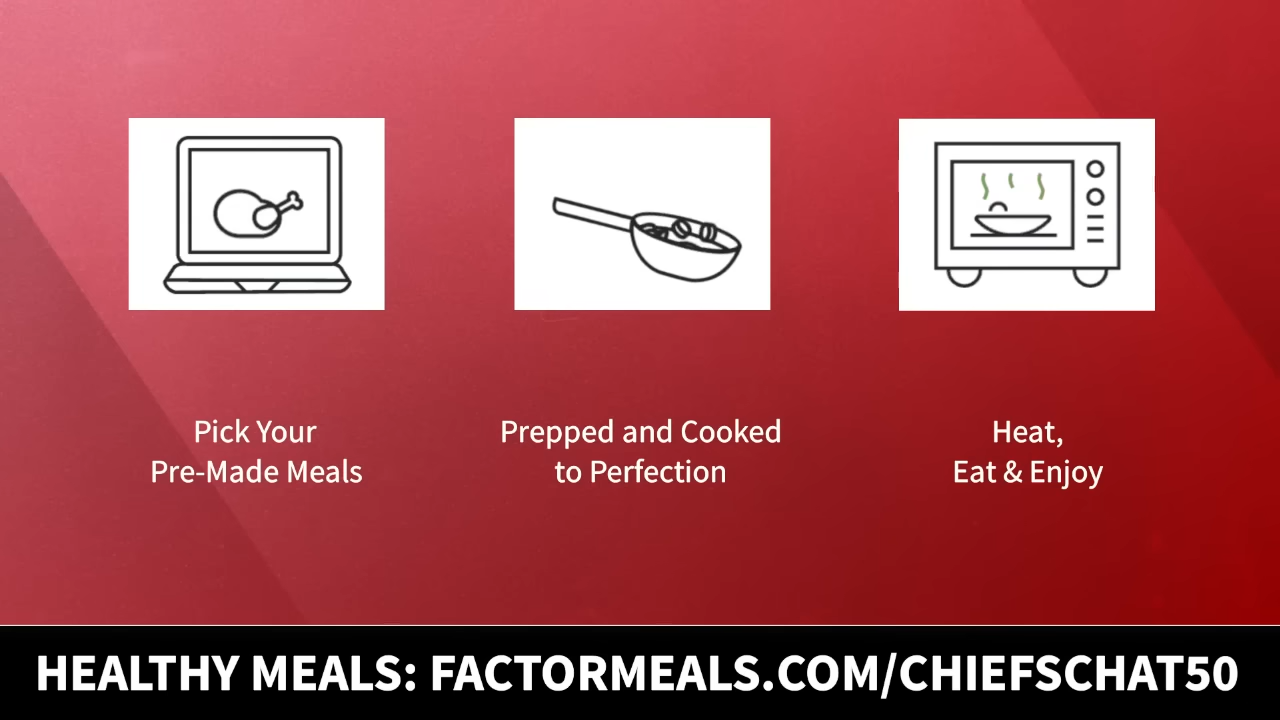 Pick Your
Pre-Made Meals
Prepped and Cooked
to Perfection
Heat,
Eat & Enjoy
HEALTHY MEALS: FACTORMEALS.COM/CHIEFSCHAT50